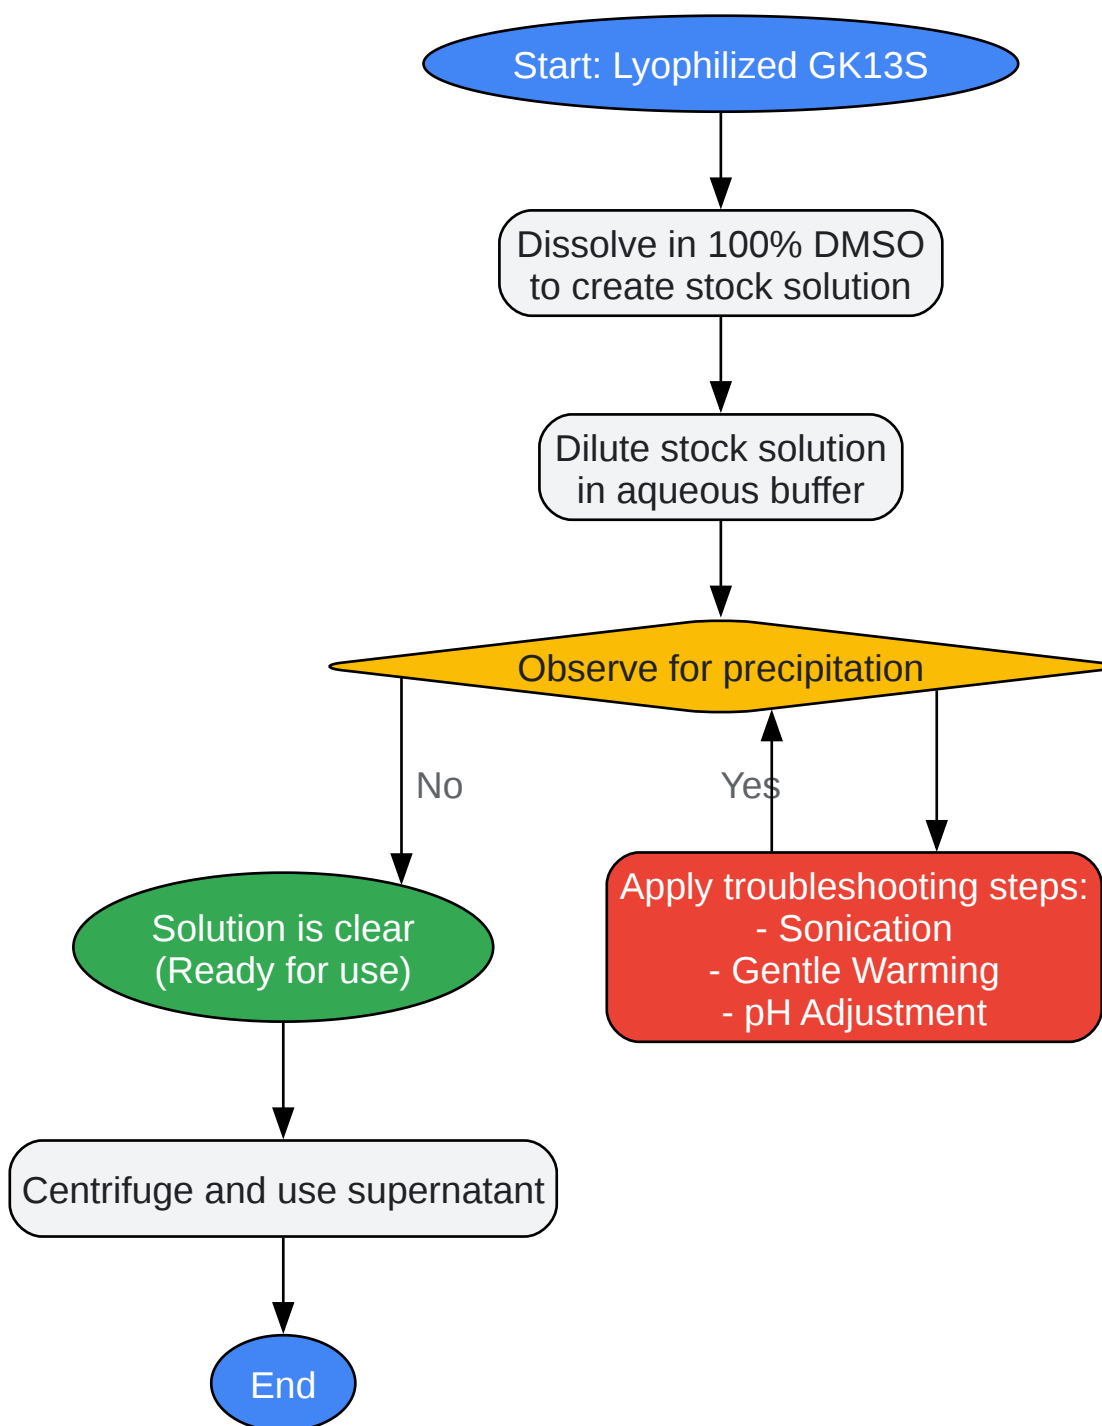 Start: Lyophilized GK13S
Dissolve in 100% DMSO
to create stock solution
Dilute stock solution
in aqueous buffer
Observe for precipitation
No
Yes
Apply troubleshooting steps:
- Sonication
- Gentle Warming
- pH Adjustment
Solution is clear
(Ready for use)
Centrifuge and use supernatant
End